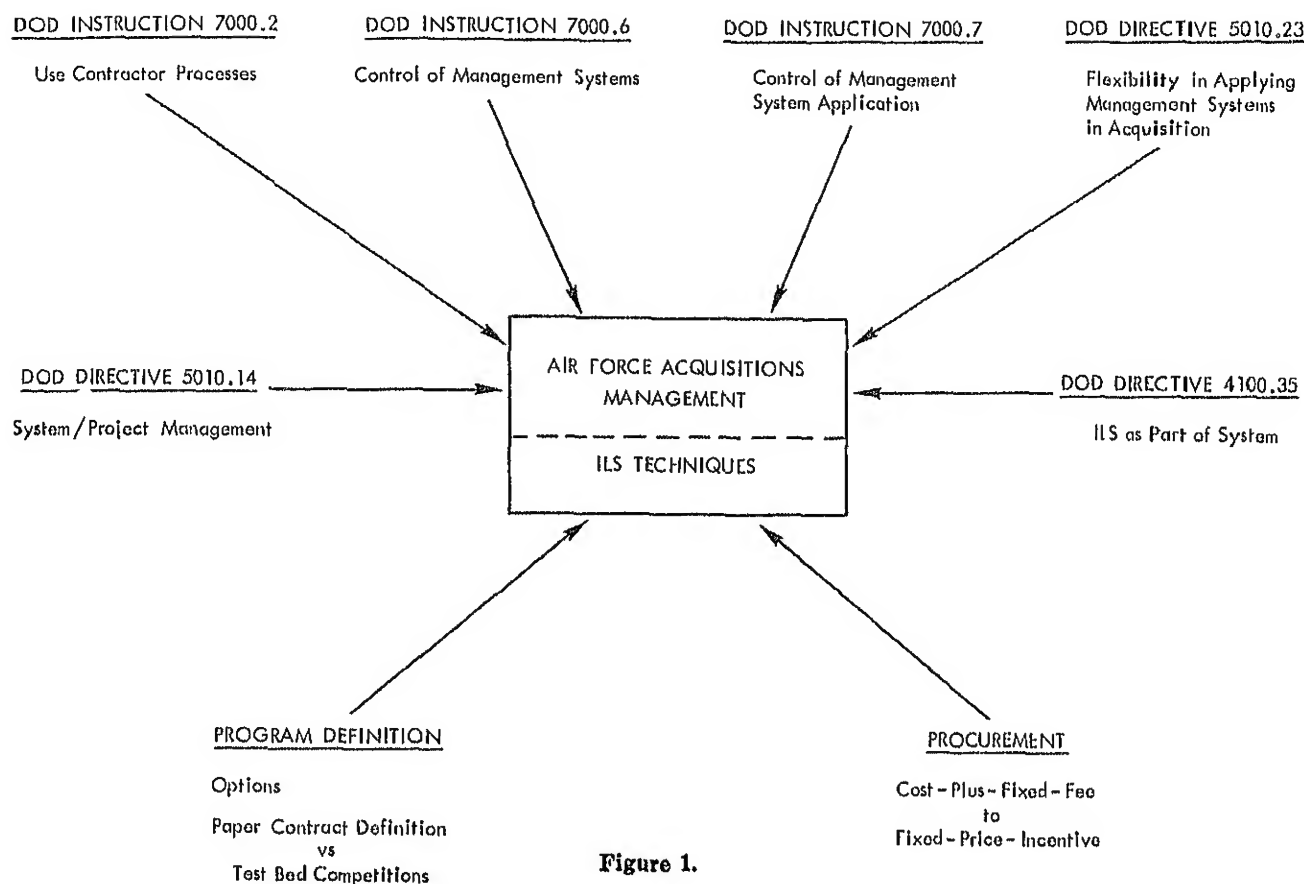 DOD INSTRUCTION 7000.2
Use Contractor Processes
DOD INSTRUCTION 7000.6
Control of Management Systems
DOD INSTRUCTION 7000.7
Control of Management
System Application
DOD DIRECTIVE 5010.23
Flexibility in Applying
Management Systems
in Acquisition
DOD DIRECTIVE 5010.14
System/Project Management
AIR FORCE ACQUISITIONS
MANAGEMENT
ILS TECHNIQUES
DOD DIRECTIVE 4100.35
ILS as Part of System
PROGRAM DEFINITION
Options
Paper Contract Definition
vs
Test Bed Competitions
PROCUREMENT
Cost-Plus-Fixed-Fee
to
Fixed-Price-Incentive
Figure 1.